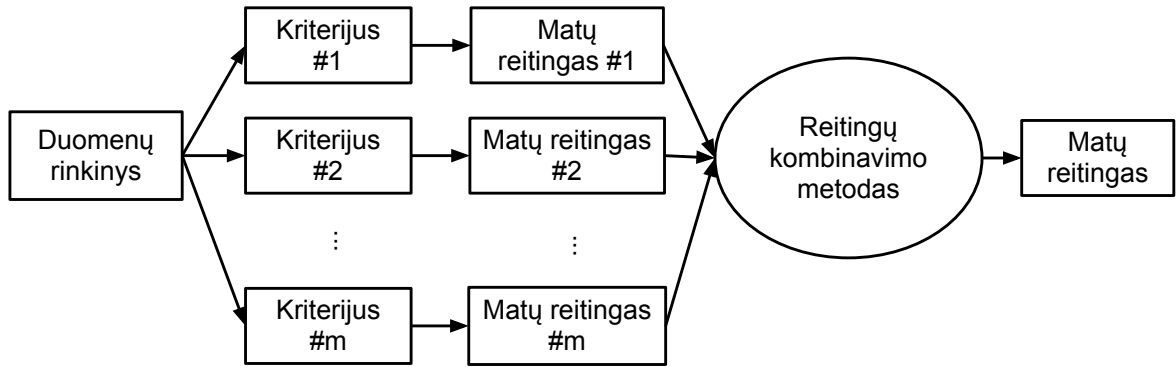 Duomenų
rinkinys
Kriterijus
#1
Matų
reitingas #1
Kriterijus
#2
Matų reitingas
#2
⋮
⋮
Kriterijus
#m
Matų reitingas
#m
Reitingų
kombinavimo
metodas
Matų
reitingas